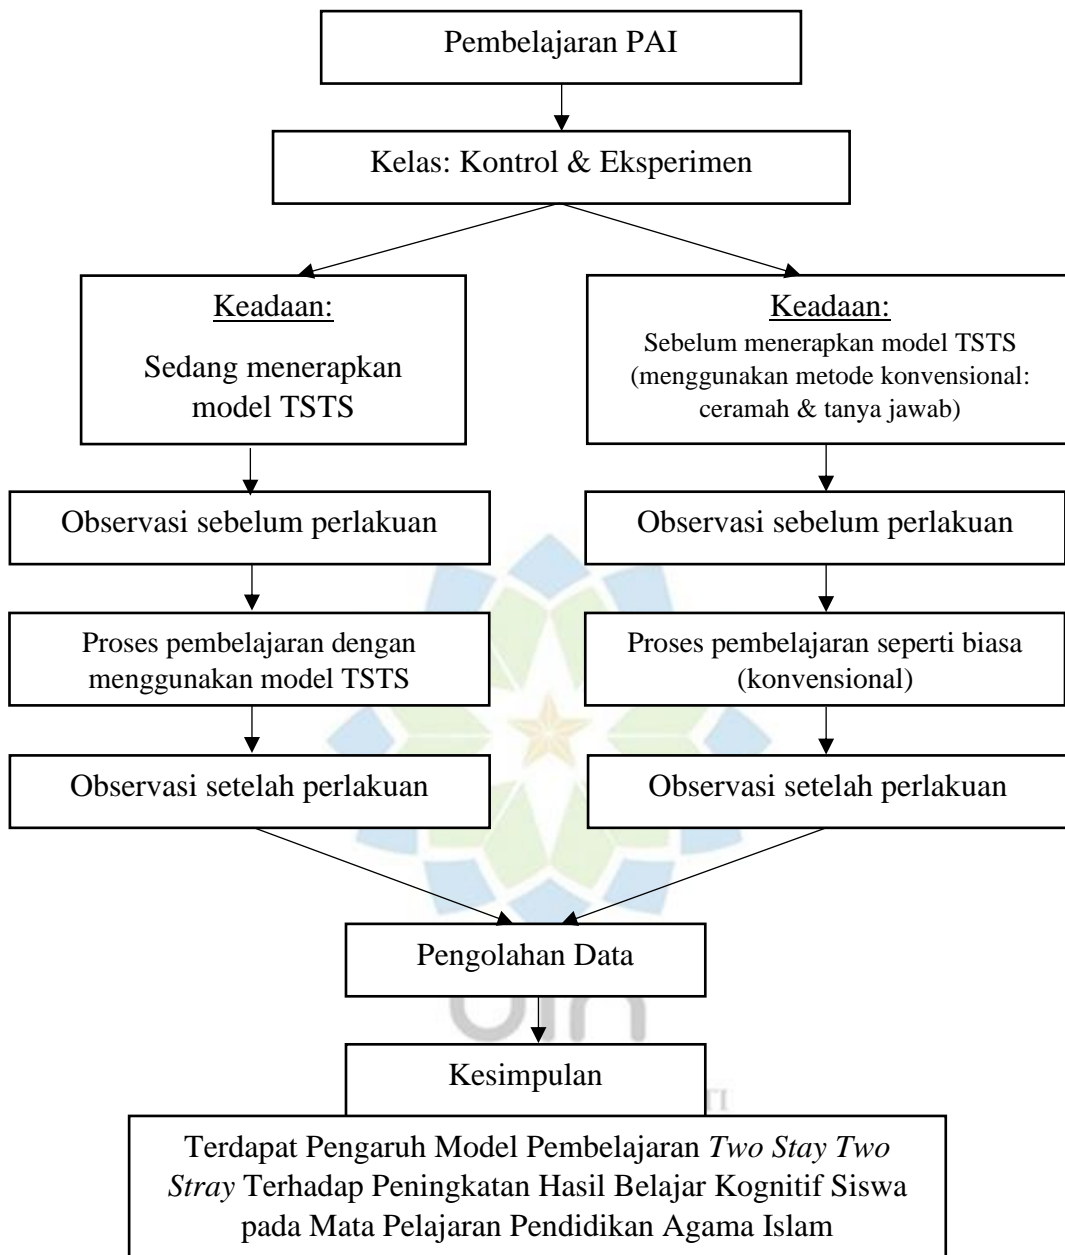 Pembelajaran PAI
Kelas: Kontrol & Eksperimen
Keadaan:
Sedang menerapkan
model TSTS
Keadaan:
Sebelum menerapkan model TSTS
(menggunakan metode konvensional:
ceramah & tanya jawab)
Observasi sebelum perlakuan
Observasi sebelum perlakuan
Proses pembelajaran dengan
menggunakan model TSTS
Proses pembelajaran seperti biasa
(konvensional)
Observasi setelah perlakuan
Observasi setelah perlakuan
Pengolahan Data
uin
Kesimpulan
Terdapat Pengaruh Model Pembelajaran Two Stay Two
Stray Terhadap Peningkatan Hasil Belajar Kognitif Siswa
pada Mata Pelajaran Pendidikan Agama Islam